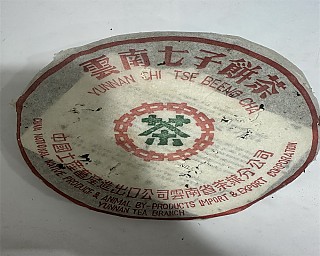 雲南七子餅茶
YUNNAN CHI TSE BEENG CHA
茶
中國土產畜產進出口公司雲南省茶葉分公司
CHINA NATIONAL NATIVE PRODUCE & ANIMAL BY-PRODUCTS IMPORT & EXPORT CORPORATION
YUNNAN TEA BRANCH